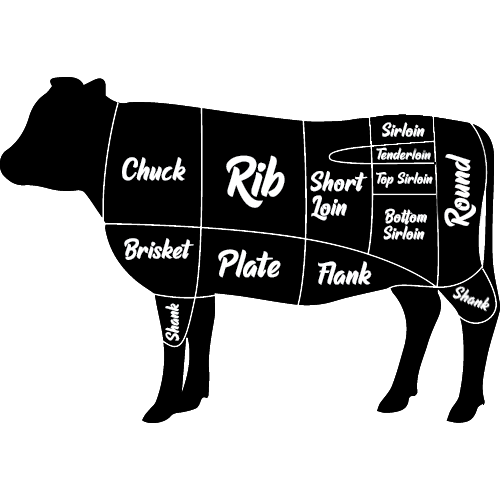 Chuck
Rib
Short
Loin
Sirloin
Tenderloin
Top Sirloin
Bottom
Sirloin
Round
Brisket
Plate
Flank
Shank
Shank